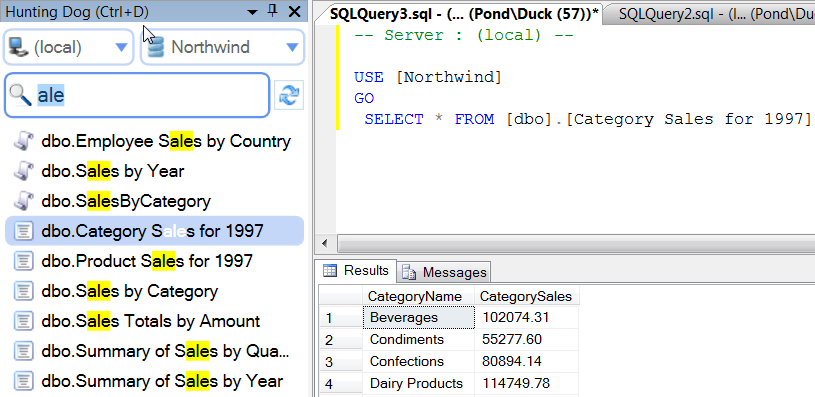 Hunting Dog (Ctrl+D)
(local)
Northwind
ale
dbo.Employee Sales by Country
dbo.Sales by Year
dbo.SalesByCategory
dbo.Category Sales for 1997
dbo.Product Sales for 1997
dbo.Sales by Category
dbo.Sales Totals by Amount
dbo.Summary of Sales by Qua...
dbo.Summary of Sales by Year
SQLQuery3.sql - (... (Pond\Duck (57))*
SQLQuery2.sql - (l... (Pond\Duc
-- Server : (local) --
USE [Northwind]
GO
SELECT * FROM [dbo].[Category Sales for 1997]
Results
Messages
CategoryName CategorySales
1 Beverages 102074.31
2 Condiments 55277.60
3 Confections 80894.14
4 Dairy Products 114749.78